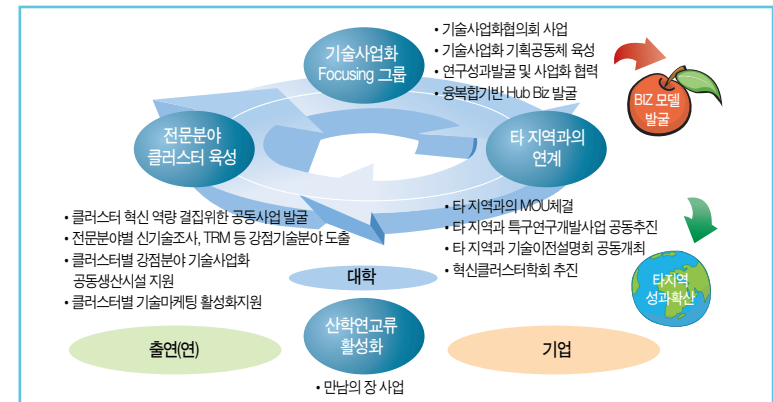 기술사업화
Focusing 그룹
• 기술사업화협의회 사업
• 기술사업화 기획공동체 육성
• 연구성과발굴 및 사업화 협력
• 융복합기반 Hub Biz 발굴
BIZ 모델
발굴
전문분야
클러스터 육성
타 지역과의
연계
• 클러스터 혁신 역량 결집위한 공동사업 발굴
• 전문분야별 신기술조사, TRM 등 강점기술분야 도출
• 클러스터별 강점분야 기술사업화
공동생산시설 지원
• 클러스터별 기술마케팅 활성화지원
• 타 지역과의 MOU체결
• 타 지역과 특구연구개발사업 공동추진
• 타 지역과 기술이전설명회 공동개최
• 혁신클러스터학회 추진
타지역
성과확산
대학
산학연교류
활성화
출연(연)
기업
• 만남의 장 사업